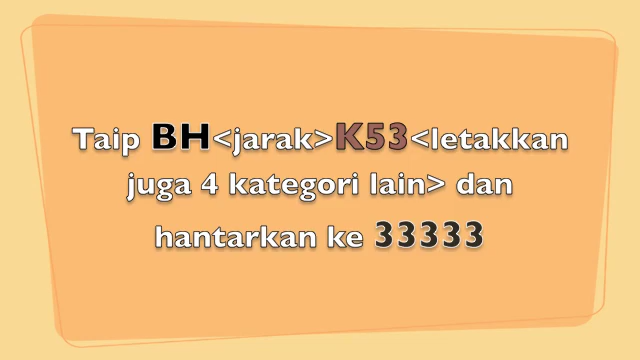 Taip BH<jarak>K53<letakkan
juga 4 kategori lain> dan
hantarkan ke 33333